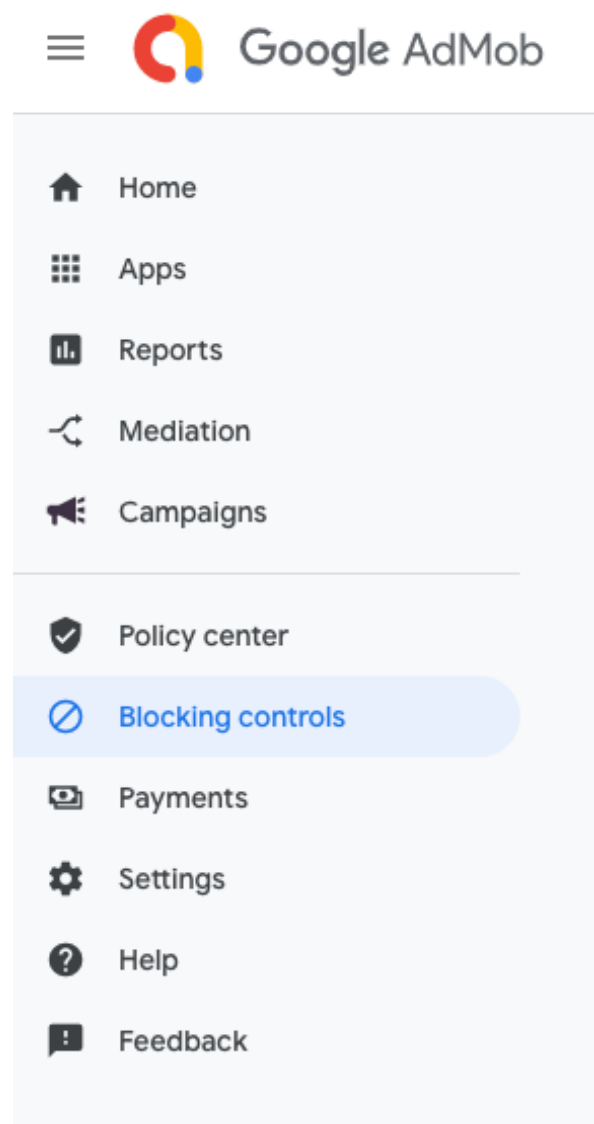 Google AdMob
Home
Apps
Reports
Mediation
Campaigns
Policy center
Blocking controls
Payments
Settings
Help
Feedback